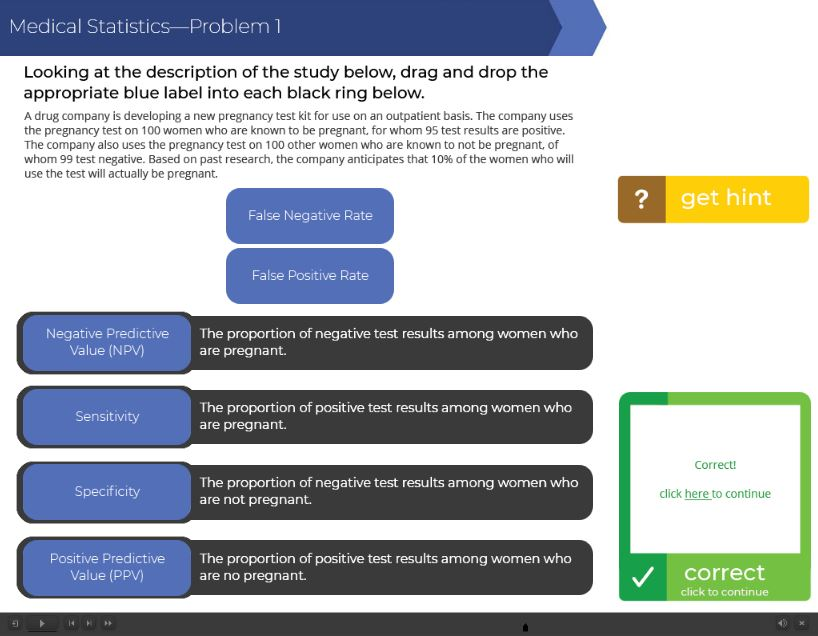 Medical Statistics—Problem 1
Looking at the description of the study below, drag and drop the
appropriate blue label into each black ring below.
A drug company is developing a new pregnancy test kit for use on an outpatient basis. The company uses
the pregnancy test on 100 women who are known to be pregnant, for whom 95 test results are positive.
The company also uses the pregnancy test on 100 other women who are known to not be pregnant, of
whom 99 test negative. Based on past research, the company anticipates that 10% of the women who will
use the test will actually be pregnant.
? get hint
False Negative Rate
False Positive Rate
Negative Predictive
Value (NPV)
The proportion of negative test results among women who
are pregnant.
Sensitivity
The proportion of positive test results among women who
are pregnant.
Specificity
The proportion of negative test results among women who
are not pregnant.
Positive Predictive
Value (PPV)
The proportion of positive test results among women who
are no pregnant.
Correct!
click here to continue
correct
click to continue